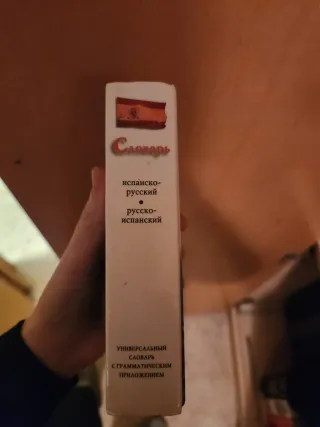 Словарь
испанско-
русский
•
русско-
испанский
УНИВЕРСАЛЬНЫЙ
СЛОВАРЬ
С ГРАММАТИЧЕСКИМ
ПРИЛОЖЕНИЕМ